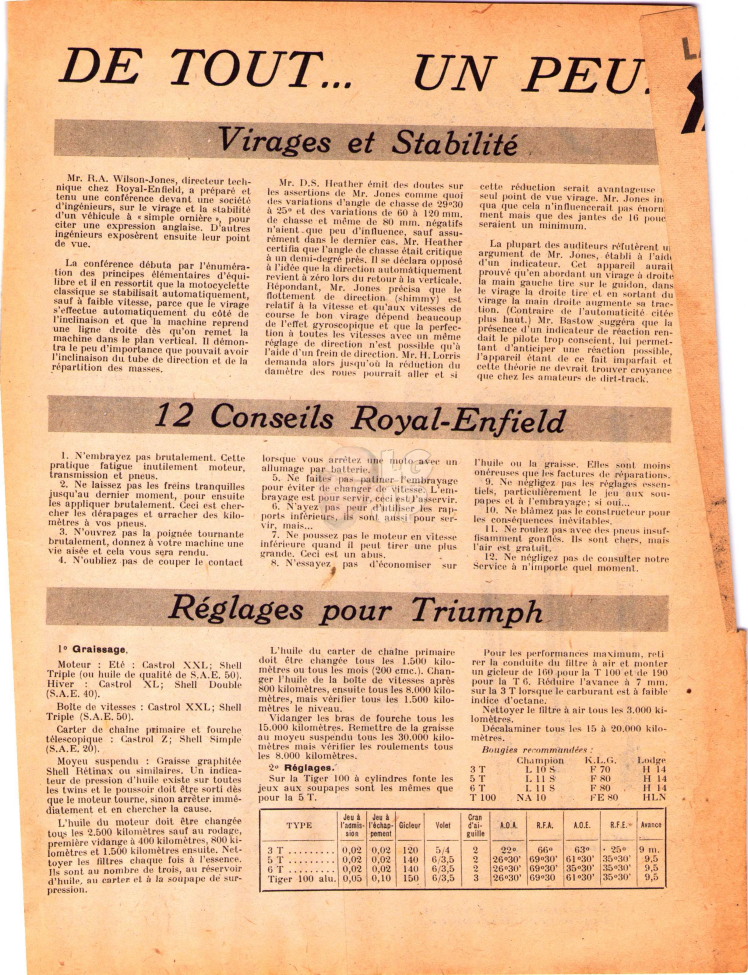 DE TOUT... UN PEU.
Virages et Stabilité
Mr. R.A. Wilson-Jones, directeur tech-
nique chez Royal-Enfield, a préparé et
tenu une conférence devant une société
d'ingénieurs, sur le virage et la stabilité
d'un véhicule à « simple ornière », pour
citer une expression anglaise. D'autres
ingénieurs exposèrent ensuite leur point
de vue.
La conférence débuta par l'énuméra-
tion des principes élémentaires d'équi-
libre et il en ressortit que la motocyclette
classique se stabilisait automatiquement,
sauf à faible vitesse, parce que le virage
s'effectue automatiquement du côté de
l'inclinaison et que la machine reprend
une ligne droite dès qu'on remet la
machine dans le plan vertical. Il démon-
tra le peu d'importance que pouvait avoir
l'inclinaison du tube de direction et de la
répartition des masses.
Mr. D.S. Heather émit des doutes sur
les assertions de Mr. Jones comme quoi
des variations d'angle de chasse de 29°30
à 25° et des variations de 60 à 120 mm.
de chasse et même de 80 mm. négatifs
n'aient que peu d'influence, sauf assu-
rément dans le dernier cas. Mr. Heather
certifia que l'angle de chasse était critique
à un demi-degré près. Il se déclara opposé
à l'idée que la direction automatiquement
revient à zéro lors du retour à la verticale.
Répondant, Mr. Jones précisa que le
flottement de direction (shimmy) est
relatif à la vitesse et qu'aux vitesses de
course le bon virage dépend beaucoup
de l'effet gyroscopique et que la perfec-
tion à toutes les vitesses avec un même
réglage de direction n'est possible qu'à
l'aide d'un frein de direction. Mr. H. Lorris
demanda alors jusqu'où la réduction du
damètre des roues pourrait aller et si
cette réduction serait avantageuse
seul point de vue virage. Mr. Jones
qua que cela n'influencerait pas
ment mais que des jantes de 16
seraient un minimum.
La plupart des auditeurs réfutèrent
argument de Mr. Jones, établi à l'aide
d'un indicateur. Cet appareil aurait
prouvé qu'en abordant un virage à droite
la main gauche tire sur le guidon, dans
le virage la droite tire et en sortant du
virage la main droite augmente sa trac-
tion. (Contraire de l'automaticité citée
plus haut.) Mr. Rastow suggéra que la
présence d'un indicateur de réaction ren-
dait le pilote trop conscient, lui permet-
tant d'anticiper une réaction possible,
l'appareil étant de ce fait imparfait et
cette théorie ne devrait trouver croyance
que chez les amateurs de dirt-track.
12 Conseils Royal-Enfield
1. N'embrayez pas brutalement. Cette
pratique fatigue inutilement moteur,
transmission et pneus.
2. Ne laissez pas les freins tranquilles
jusqu'au dernier moment, pour ensuite
les appliquer brutalement. Ceci est cher-
cher les dérapages et arracher des kilo-
mètres à vos pneus.
3. N'ouvrez pas la poignée tournante
brutalement, donnez à votre machine une
vie aisée et cela vous sera rendu.
4. N'oubliez pas de couper le contact
lorsque vous arrêtez une moto avec un
allumage par batterie.
5. Ne faites pas patiner l'embrayage
pour éviter de changer de vitesse. L'em-
brayage est pour servir, ceci est l'asservir.
6. N'ayez pas peur d'utiliser les rap-
ports inférieurs, ils sont aussi pour ser-
vir, mais...
7. Ne poussez pas le moteur en vitesse
inférieure quand il peut tirer une plus
grande. Ceci est un abus.
8. N'essayez pas d'économiser sur
l'huile ou la graisse. Elles sont moins
onéreuses que les factures de réparations.
9. Ne négligez pas les réglages essen-
tiels, particulièrement le jeu aux sou-
papes et à l'embrayage; si oui...
10. Ne blâmez pas le constructeur pour
les conséquences inévitables.
11. Ne roulez pas avec des pneus insuf-
fisamment gonflés. Ils sont chers, mais
l'air est gratuit.
12. Ne négligez pas de consulter notre
Service à n'importe quel moment.
Réglages pour Triumph
1° Graissage.
Moteur : Eté : Castrol XXL; Shell
Triple (ou huile de qualité de S.A.E. 50).
Hiver : Castrol XL; Shell Double
(S.A.E. 40).
Boîte de vitesses : Castrol XXL; Shell
Triple (S.A.E. 50).
Carter de chaîne primaire et fourche
télescopique : Castrol Z; Shell Simple
(S.A.E. 20).
Moyeu suspendu : Graisse graphitée
Shell Rétinax ou similaires. Un indica-
teur de pression d'huile existe sur toutes
les twins et le poussoir doit être sorti dès
que le moteur tourne, sinon arrêter immé-
diatement et en chercher la cause.
L'huile du moteur doit être changée
tous les 2.500 kilomètres sauf au rodage,
première vidange à 400 kilomètres, 800 ki-
lomètres et 1.500 kilomètres ensuite. Net-
toyer les filtres chaque fois à l'essence.
Ils sont au nombre de trois, au réservoir
d'huile, au carter et à la soupape de sur-
pression.
L'huile du carter de chaîne primaire
doit être changée tous les 1.500 kilo-
mètres ou tous les mois (200 cmc.). Chan-
ger l'huile de la boîte de vitesses après
800 kilomètres, ensuite tous les 8.000 kilo-
mètres, mais vérifier tous les 1.500 kilo-
mètres le niveau.
Vidanger les bras de fourche tous les
15.000 kilomètres. Remettre de la graisse
au moyeu suspendu tous les 30.000 kilo-
mètres mais vérifier les roulements tous
les 8.000 kilomètres.
2° Réglages.
Sur la Tiger 100 à cylindres fonte les
jeux aux soupapes sont les mêmes que
pour la 5 T.
Pour les performances maximum, reti
rer la conduite du filtre à air et monter
un gicleur de 160 pour la T 100 et de 190
pour la T 6. Réduire l'avance à 7 mm.
sur la 3 T lorsque le carburant est à faible
indice d'octane.
Nettoyer le filtre à air tous les 3.000 ki-
lomètres.
Décalaminer tous les 15 à 20.000 kilo-
mètres.
Bougies recommandées :
Champion K.L.G. Lodge
3 T L 10 S F 70 H 14
5 T L 11 S F 80 H 14
6 T L 11 S F 80 H 14
T 100 NA 10 FE 80 HLN
TYPE Jeu à l'admis-sion Jeu à l'échap-pement Gicleur Volet Cran d'ai-guille A.O.A. R.F.A. A.O.E. R.F.E. Avance
3 T ......... 0,02 0,02 120 5/4 2 22° 66° 63° 25° 9 m.
5 T ......... 0,02 0,02 140 6/3,5 2 26°30' 69°30' 61°30' 35°30' 9,5
6 T ......... 0,02 0,02 140 6/3,5 2 26°30' 69°30' 35°30' 35°30' 9,5
Tiger 100 alu. 0,05 0,10 150 6/3,5 3 26°30' 69°30 61°30' 35°30' 9,5